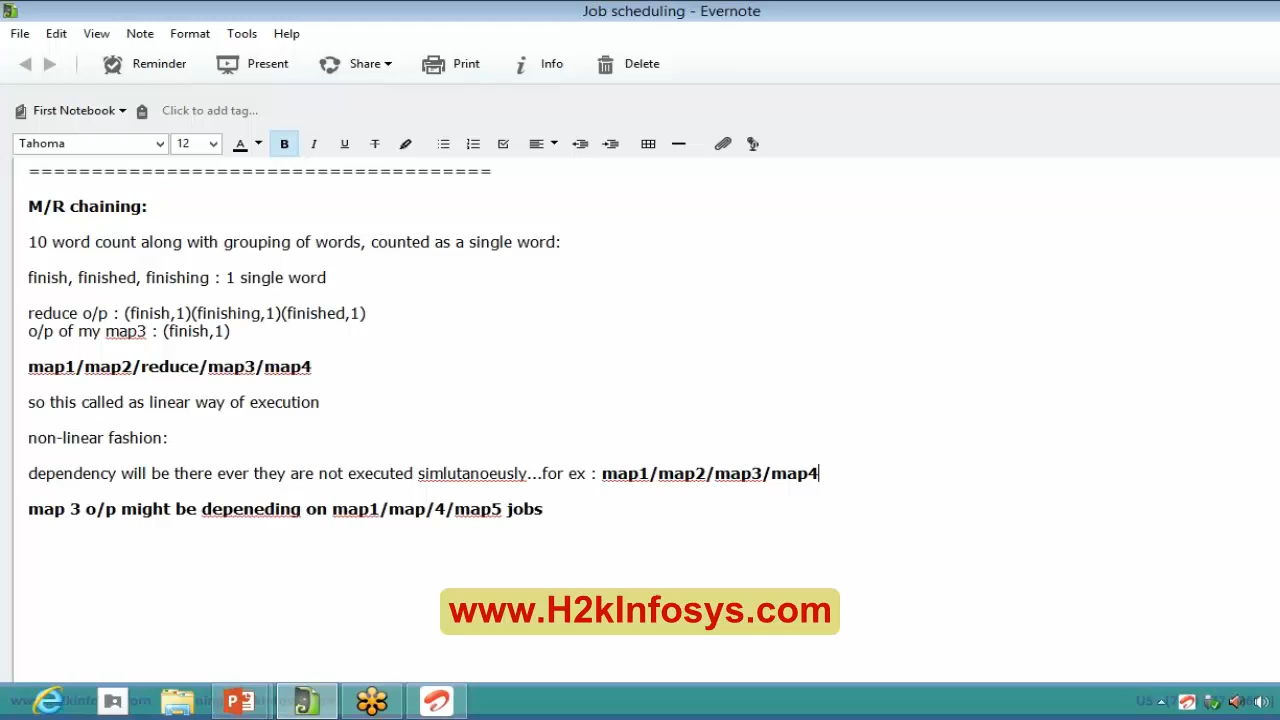 Job scheduling - Evernote
File Edit View Note Format Tools Help
Reminder Present Share Print Info Delete
First Notebook Click to add tag...
Tahoma 12 A B I U T
===================================
M/R chaining:
10 word count along with grouping of words, counted as a single word:
finish, finished, finishing : 1 single word
reduce o/p : (finish,1)(finishing,1)(finished,1)
o/p of my map3 : (finish,1)
map1/map2/reduce/map3/map4
so this called as linear way of execution
non-linear fashion:
dependency will be there ever they are not executed simlutanoeusly...for ex : map1/map2/map3/map4
map 3 o/p might be depeneding on map1/map/4/map5 jobs
www.H2kInfosys.com